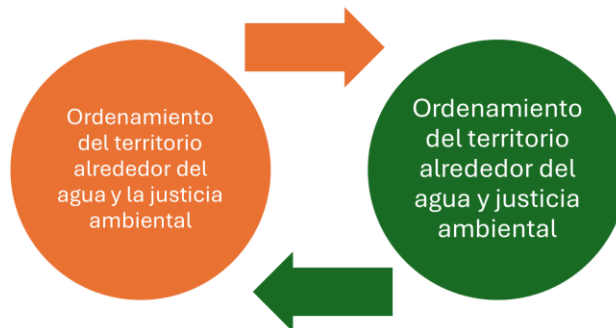 Ordenamiento
del territorio
alrededor del
agua y la justicia
ambiental
Ordenamiento
del territorio
alrededor del
agua y justicia
ambiental